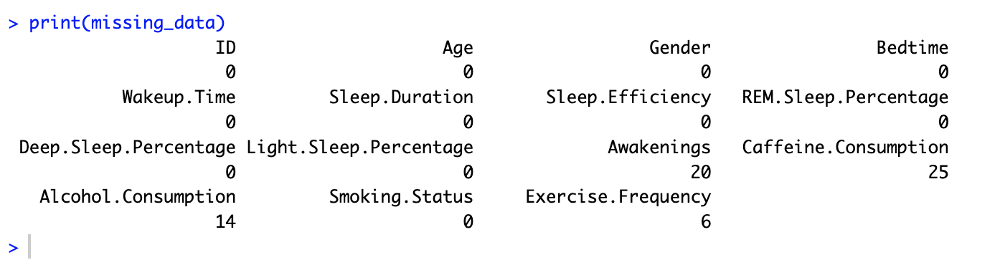 > print(missing_data)
ID Age Gender Bedtime
0 0 0 0
Wakeup.Time Sleep.Duration Sleep.Efficiency REM.Sleep.Percentage
0 0 0 0
Deep.Sleep.Percentage Light.Sleep.Percentage Awakenings Caffeine.Consumption
0 0 20 25
Alcohol.Consumption Smoking.Status Exercise.Frequency
14 0 6
>